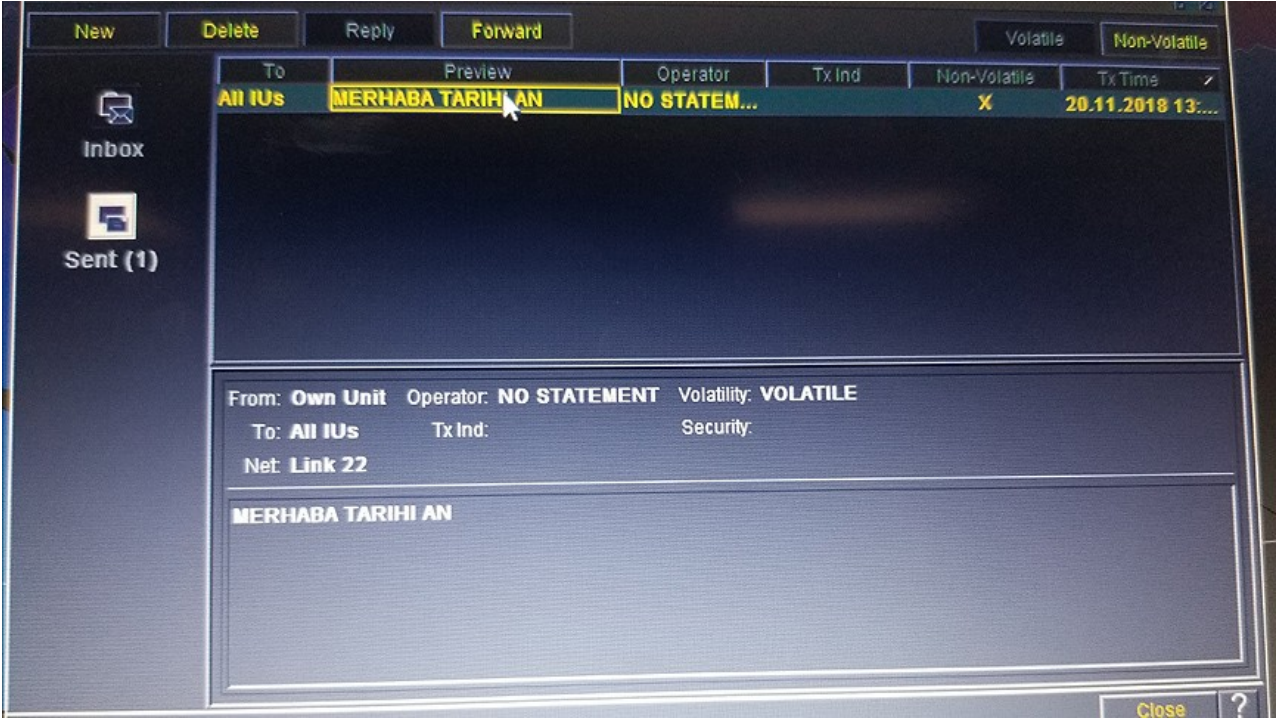 New Delete Reply Forward Volatile Non-Volatile
To Preview Operator Tx Ind Non-Volatile Tx Time
All IUs MERHABA TARIHI AN NO STATEM... X 20.11.2018 13:...
Inbox
Sent (1)
From: Own Unit Operator: NO STATEMENT Volatility: VOLATILE
To: All IUs Tx Ind: Security:
Net: Link 22
MERHABA TARIHI AN
Close ?